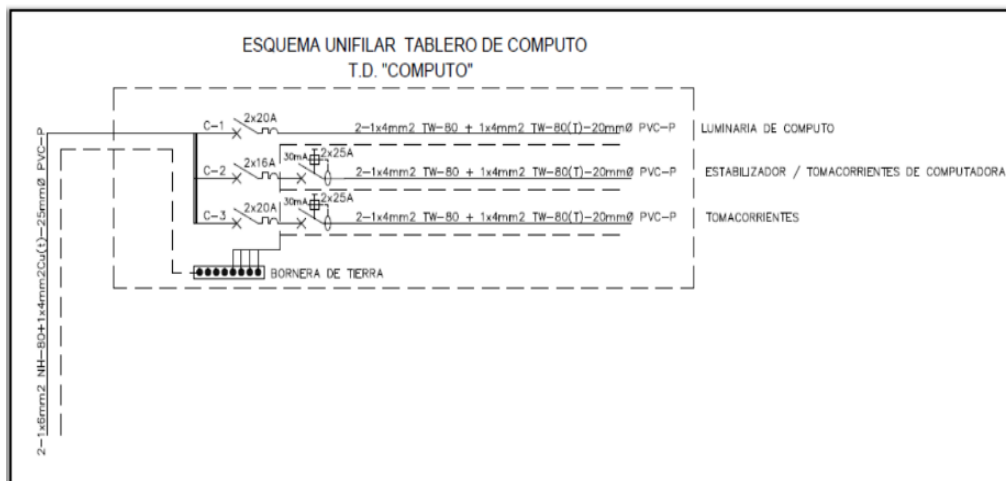 ESQUEMA UNIFILAR TABLERO DE COMPUTO
T.D. "COMPUTO"
C-1 2x20A 2-1x4mm2 TW-80 + 1x4mm2 TW-80(T)-20mmØ PVC-P LUMINARIA DE COMPUTO
C-2 2x16A 30mA 2x25A 2-1x4mm2 TW-80 + 1x4mm2 TW-80(T)-20mmØ PVC-P ESTABILIZADOR / TOMACORRIENTES DE COMPUTADORA
C-3 2x20A 30mA 2x25A 2-1x4mm2 TW-80 + 1x4mm2 TW-80(T)-20mmØ PVC-P TOMACORRIENTES
BORNERA DE TIERRA
2-1x6mm2 NH-80+1x4mm2Cu(t)-25mmØ PVC-P